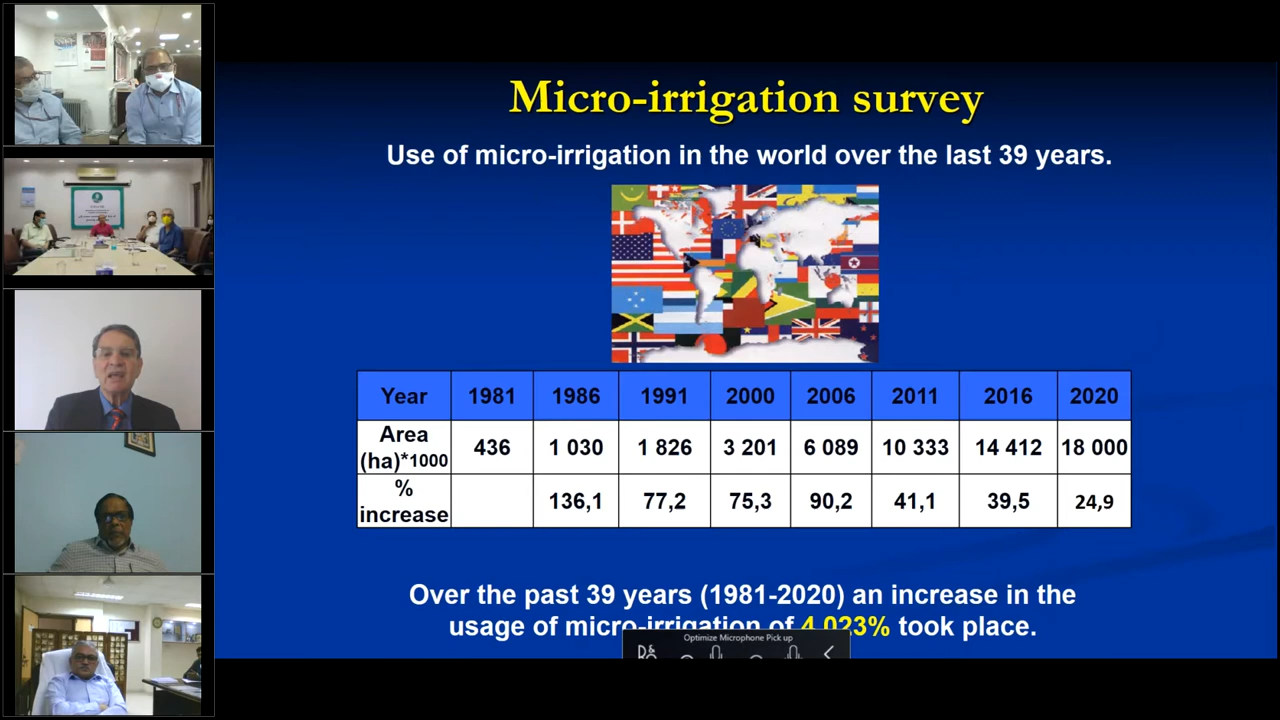 Micro-irrigation survey
Use of micro-irrigation in the world over the last 39 years.
Year 1981 1986 1991 2000 2006 2011 2016 2020
Area (ha)*1000 436 1 030 1 826 3 201 6 089 10 333 14 412 18 000
% increase 136,1 77,2 75,3 90,2 41,1 39,5 24,9
Over the past 39 years (1981-2020) an increase in the
usage of micro-irrigation of 4 023% took place.
Optimize Microphone Pick up